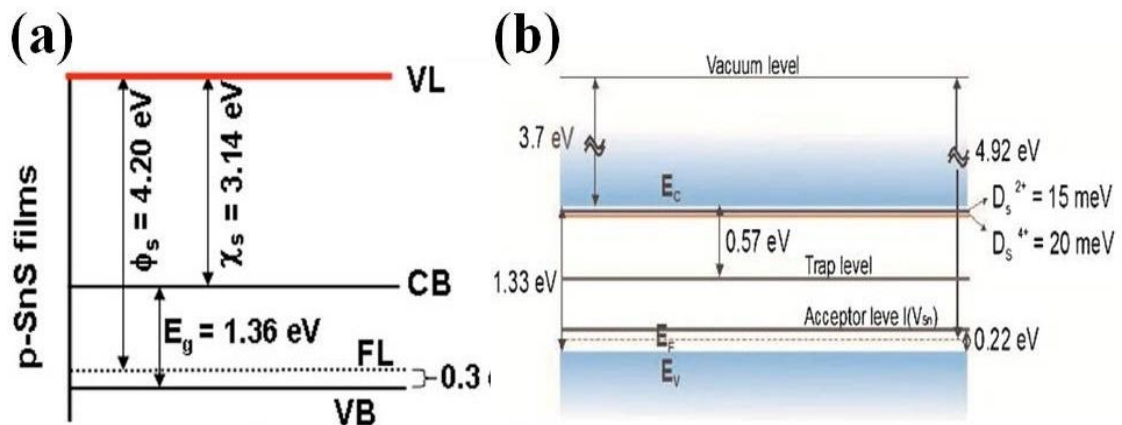 (a)
VL
p-SnS films
ϕs = 4.20 eV
χs = 3.14 eV
CB
Eg = 1.36 eV
FL
0.3
VB
(b)
Vacuum level
3.7 eV
4.92 eV
EC
Ds2+ = 15 meV
DS4+ = 20 meV
0.57 eV
Trap level
1.33 eV
Acceptor leve l(VSn)
EF
0.22 eV
EV